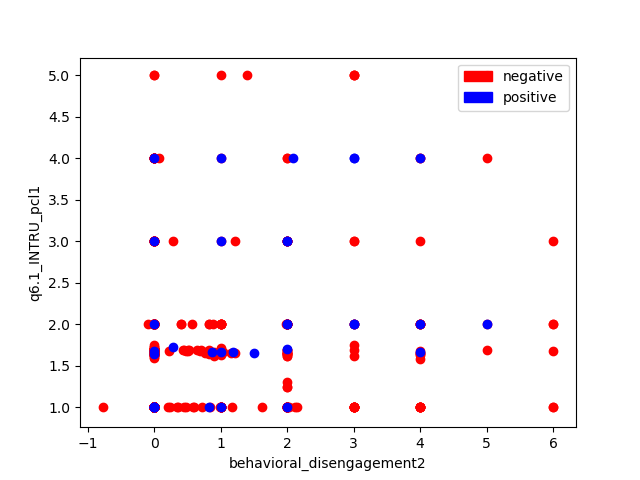 5.0
4.5
4.0
3.5
3.0
2.5
2.0
1.5
1.0
q6.1_INTRU_pcl1
−1 0 1 2 3 4 5 6
behavioral_disengagement2
negative
positive